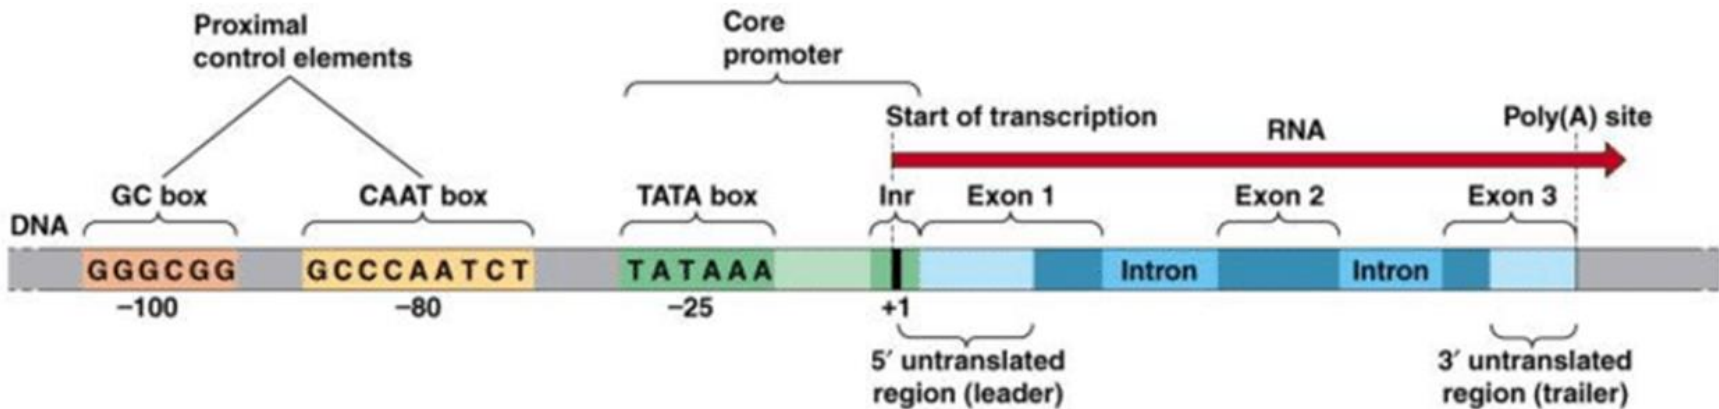 Proximal
control elements
Core
promoter
Start of transcription
RNA
Poly(A) site
GC box
CAAT box
TATA box
Inr
Exon 1
Exon 2
Exon 3
DNA
GGGCGG
GCCCAATCT
TATAAA
Intron
Intron
–100
–80
–25
+1
5′ untranslated
region (leader)
3′ untranslated
region (trailer)